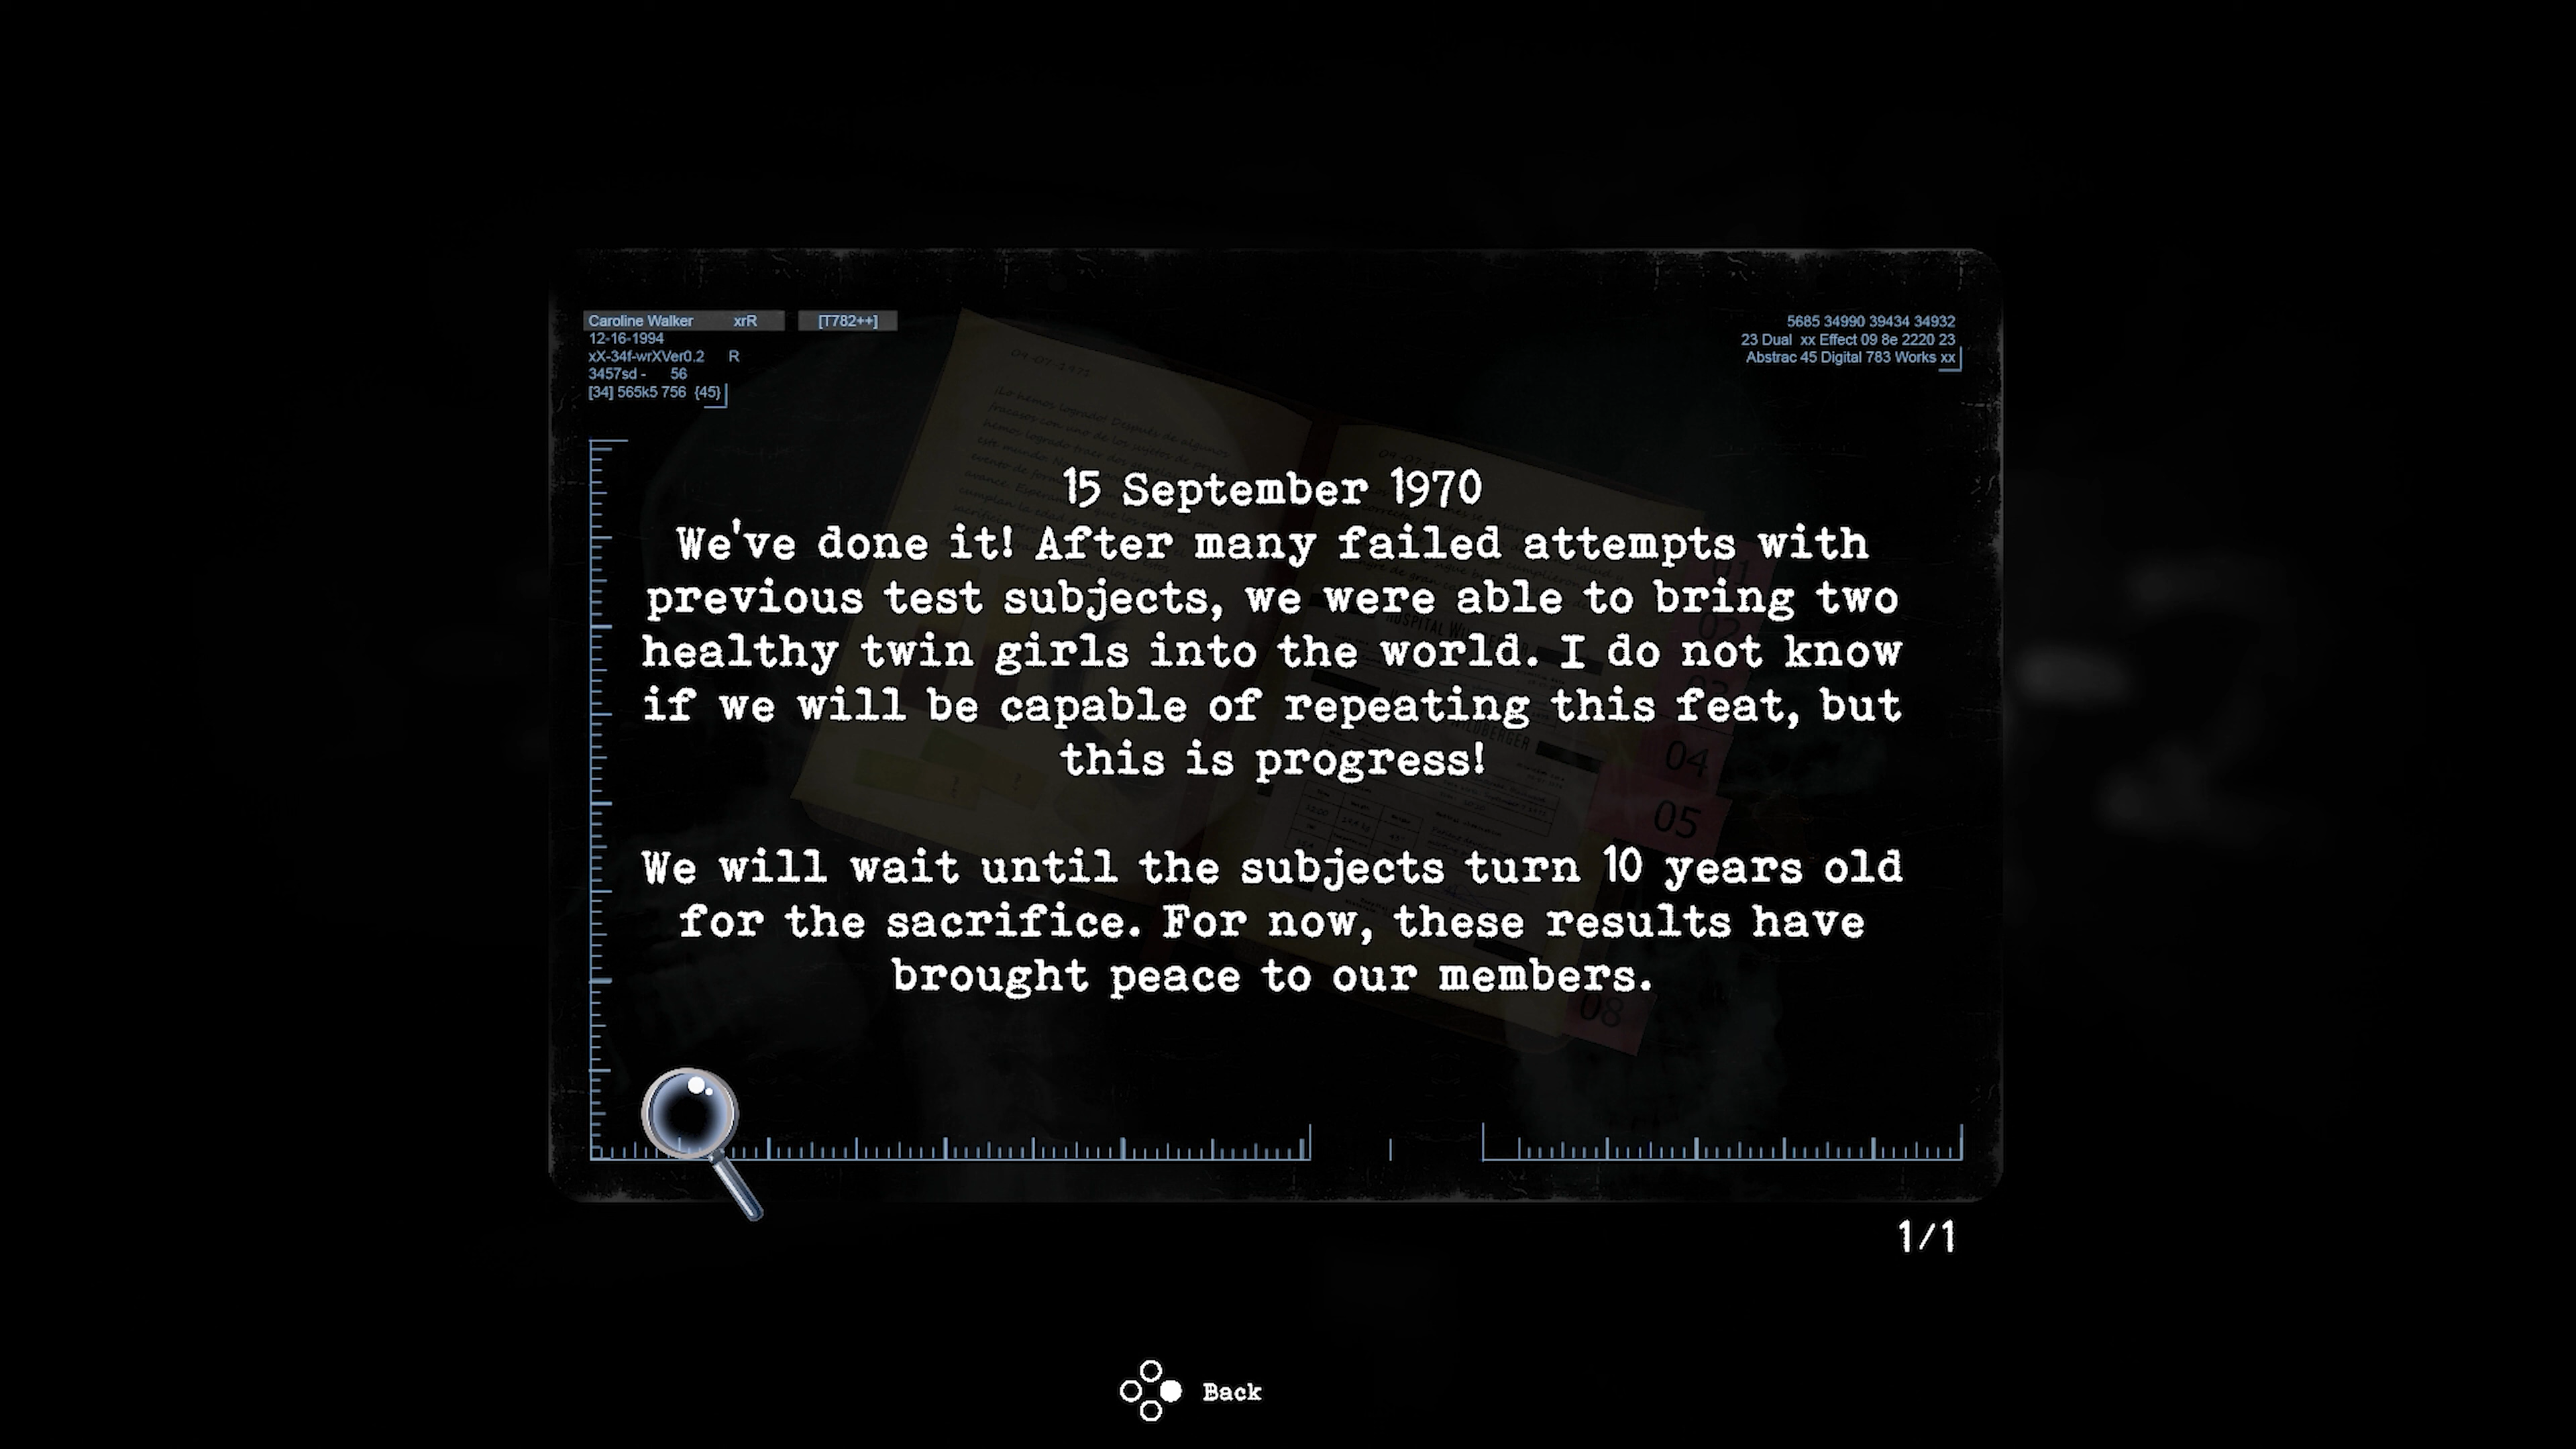 Caroline Walker xrR [T782++]
12-16-1994
xX-34f-wrXVer0.2 R
3457sd - 56
[34] 565k5 756 {45}
5685 34990 39434 34932
23 Dual xx Effect 09 8e 2220 23
Abstrac 45 Digital 783 Works xx
15 September 1970
We've done it! After many failed attempts with
previous test subjects, we were able to bring two
healthy twin girls into the world. I do not know
if we will be capable of repeating this feat, but
this is progress!
We will wait until the subjects turn 10 years old
for the sacrifice. For now, these results have
brought peace to our members.
04
05
08
1/1
Back